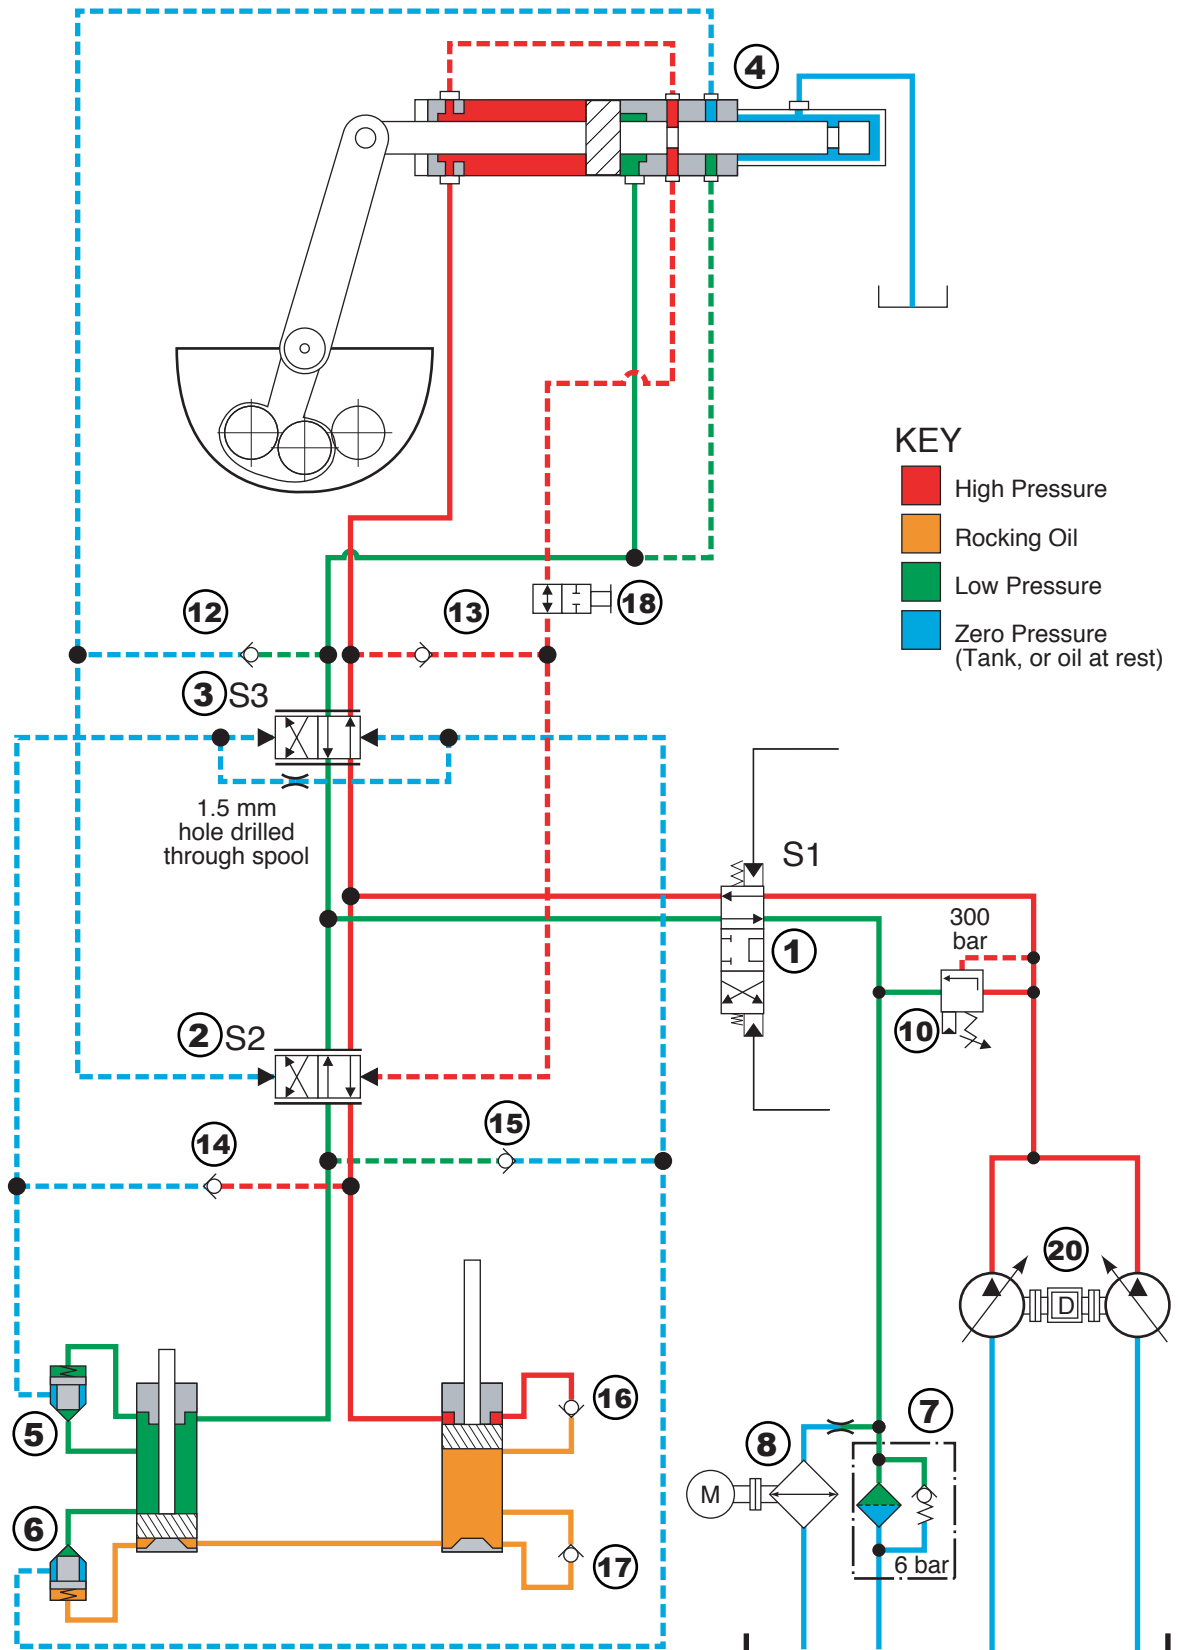 4
KEY
High Pressure
Rocking Oil
Low Pressure
Zero Pressure
(Tank, or oil at rest)
12
13
18
3 S3
1.5 mm
hole drilled
through spool
S1
1
300
bar
10
2 S2
15
14
20
D
5
16
7
8
M
6
17
6 bar